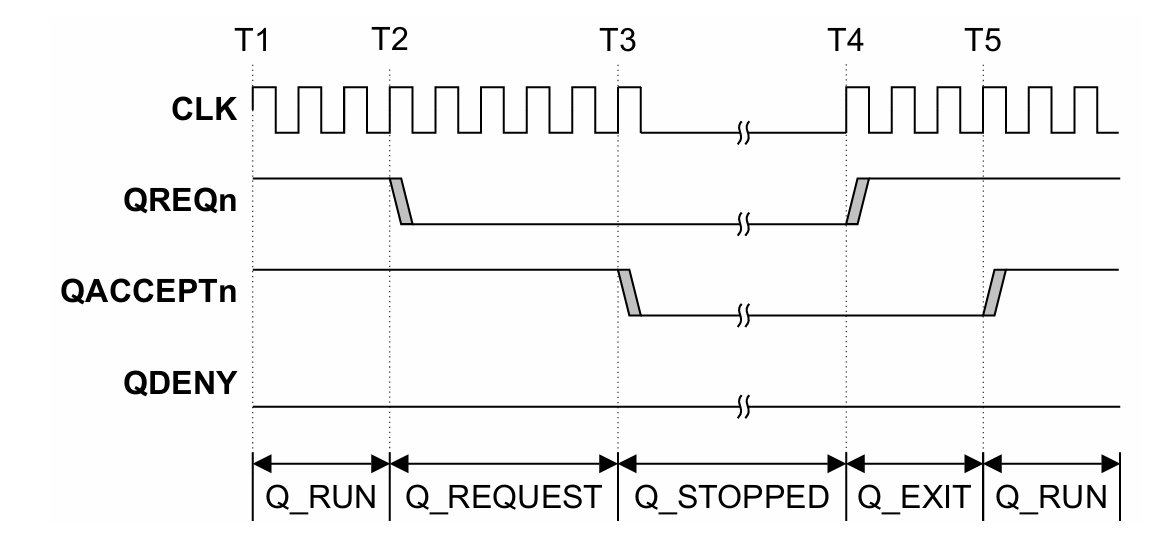 T1 T2 T3 T4 T5
CLK
QREQn
QACCEPTn
QDENY
Q_RUN Q_REQUEST Q_STOPPED Q_EXIT Q_RUN